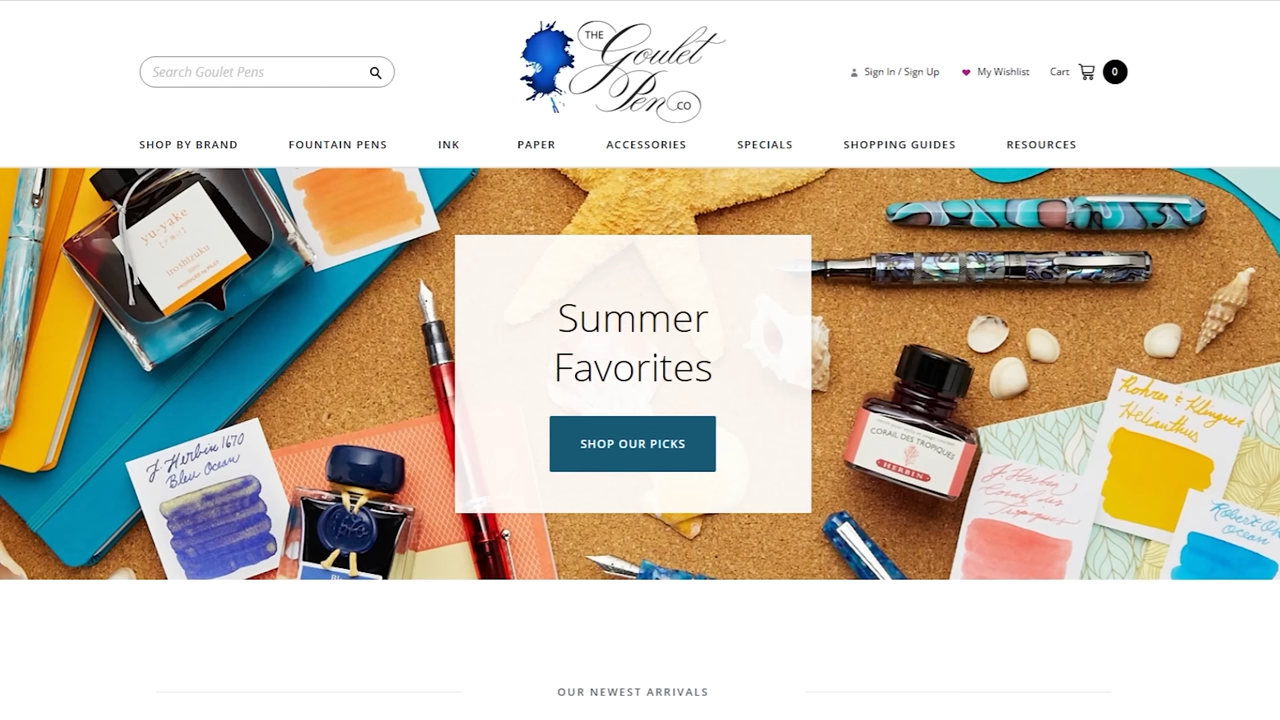 Search Goulet Pens
THE
Goulet
Pen
CO
Sign In / Sign Up
My Wishlist
Cart
0
SHOP BY BRAND
FOUNTAIN PENS
INK
PAPER
ACCESSORIES
SPECIALS
SHOPPING GUIDES
RESOURCES
yu-yake
iroshizuku
Summer
Favorites
SHOP OUR PICKS
J. Herbin 1670
Bleu Ocean
CORAIL DES TROPIQUES
HERBIN
Rohrer & Klingner
Helianthus
J. Herbin
Corail des
Tropiques
Robert
Ocean
OUR NEWEST ARRIVALS